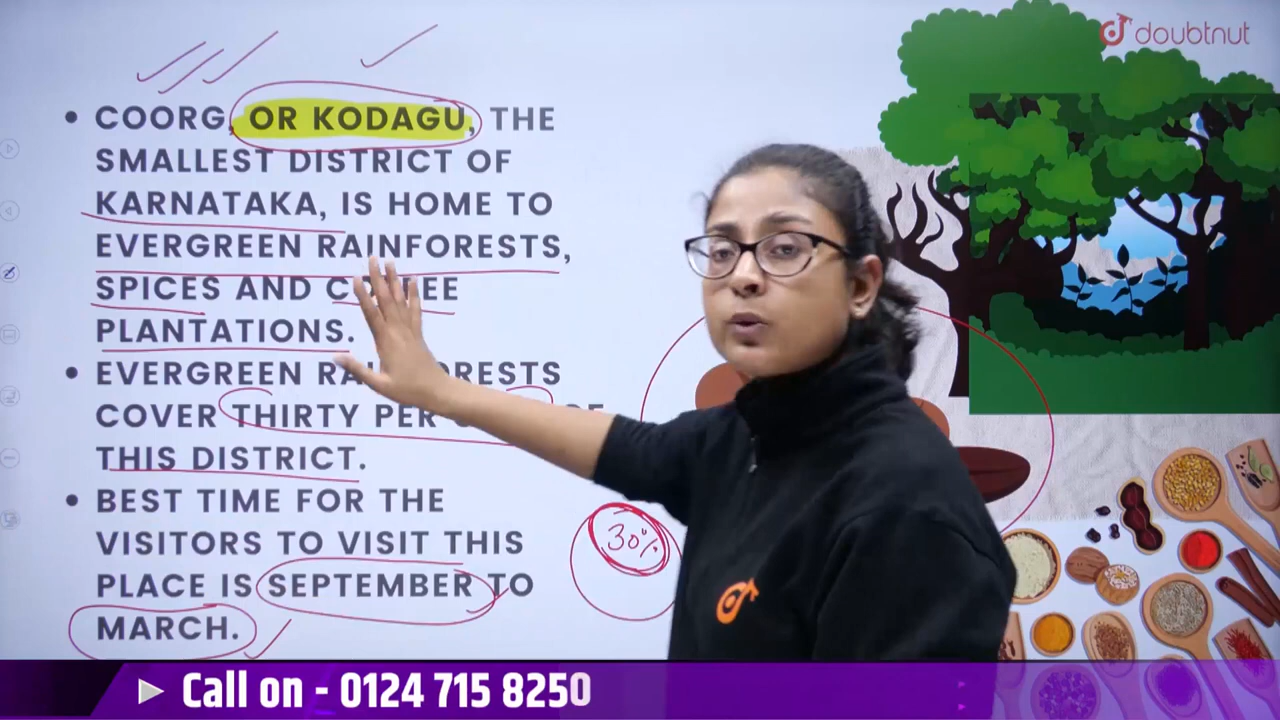 doubtnut
• COORG, OR KODAGU, THE
SMALLEST DISTRICT OF
KARNATAKA, IS HOME TO
EVERGREEN RAINFORESTS,
SPICES AND COFFEE
PLANTATIONS.
• EVERGREEN RAINFORESTS
COVER THIRTY PER
THIS DISTRICT.
• BEST TIME FOR THE
VISITORS TO VISIT THIS
PLACE IS SEPTEMBER TO
MARCH.
30%
Call on - 0124 715 8250